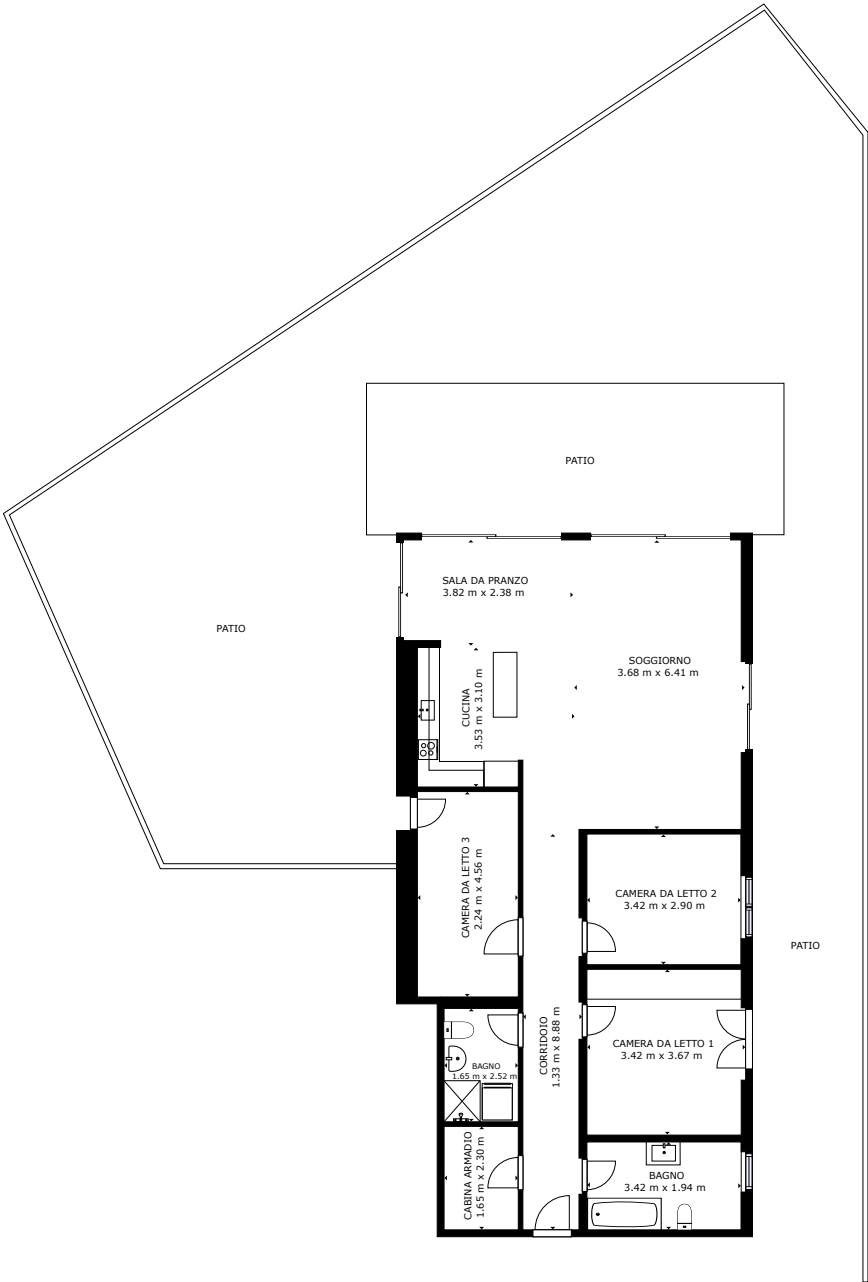 PATIO
SALA DA PRANZO
3.82 m x 2.38 m
PATIO
SOGGIORNO
3.68 m x 6.41 m
CUCINA
3.53 m x 3.10 m
CAMERA DA LETTO 3
2.24 m x 4.56 m
CAMERA DA LETTO 2
3.42 m x 2.90 m
PATIO
CORRIDOIO
1.33 m x 8.88 m
CAMERA DA LETTO 1
3.42 m x 3.67 m
BAGNO
1.65 m x 2.52 m
CABINA ARMADIO
1.65 m x 2.30 m
BAGNO
3.42 m x 1.94 m